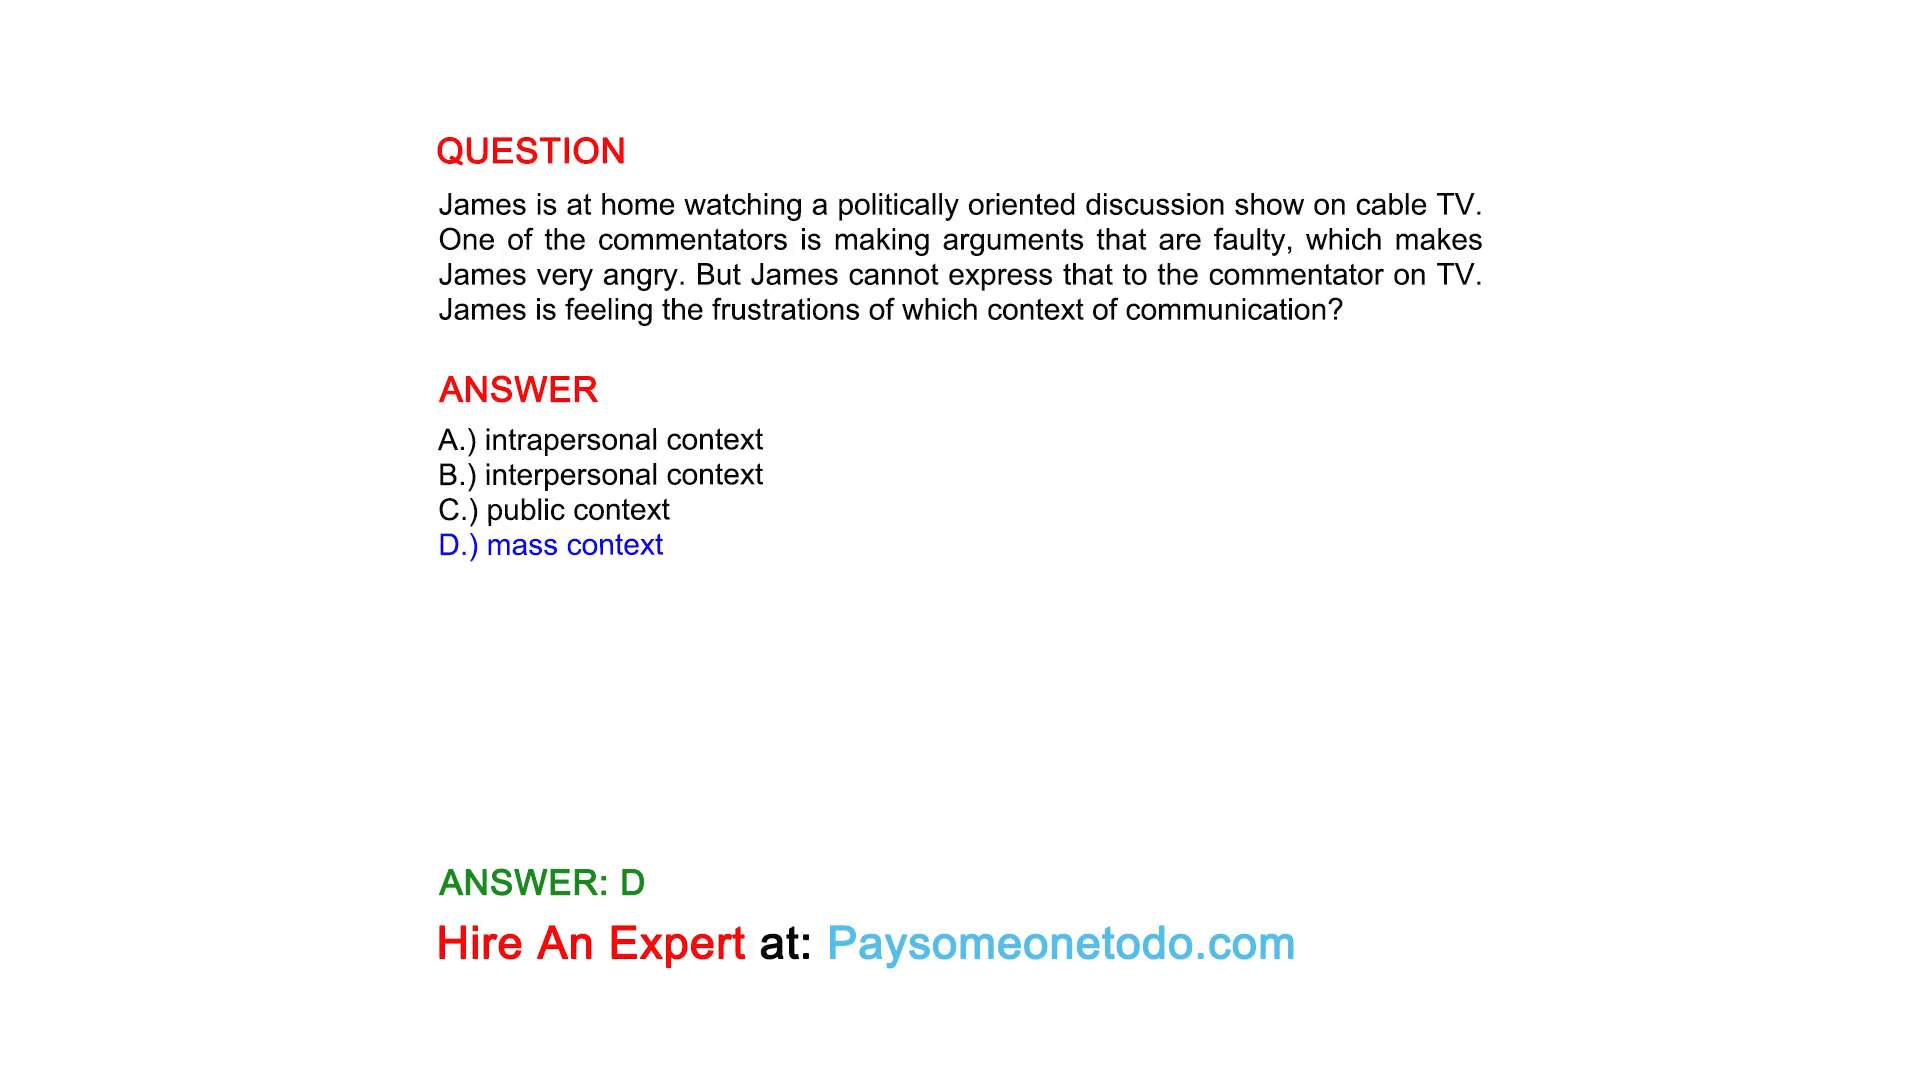 QUESTION
James is at home watching a politically oriented discussion show on cable TV.
One of the commentators is making arguments that are faulty, which makes
James very angry. But James cannot express that to the commentator on TV.
James is feeling the frustrations of which context of communication?
ANSWER
A.) intrapersonal context
B.) interpersonal context
C.) public context
D.) mass context
ANSWER: D
Hire An Expert at: Paysomeonetodo.com